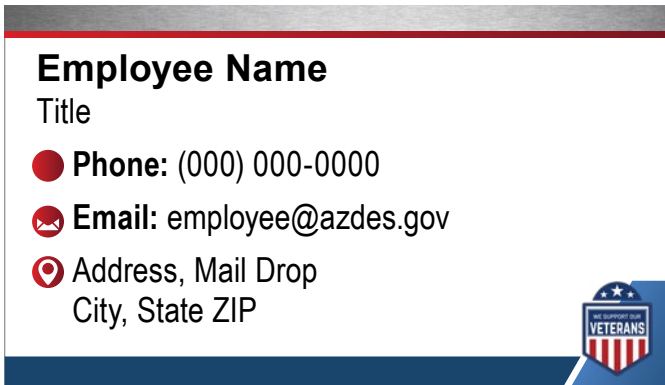 Employee Name
Title
Phone: (000) 000-0000
Email: employee@azdes.gov
Address, Mail Drop
City, State ZIP
WE SUPPORT OUR
VETERANS